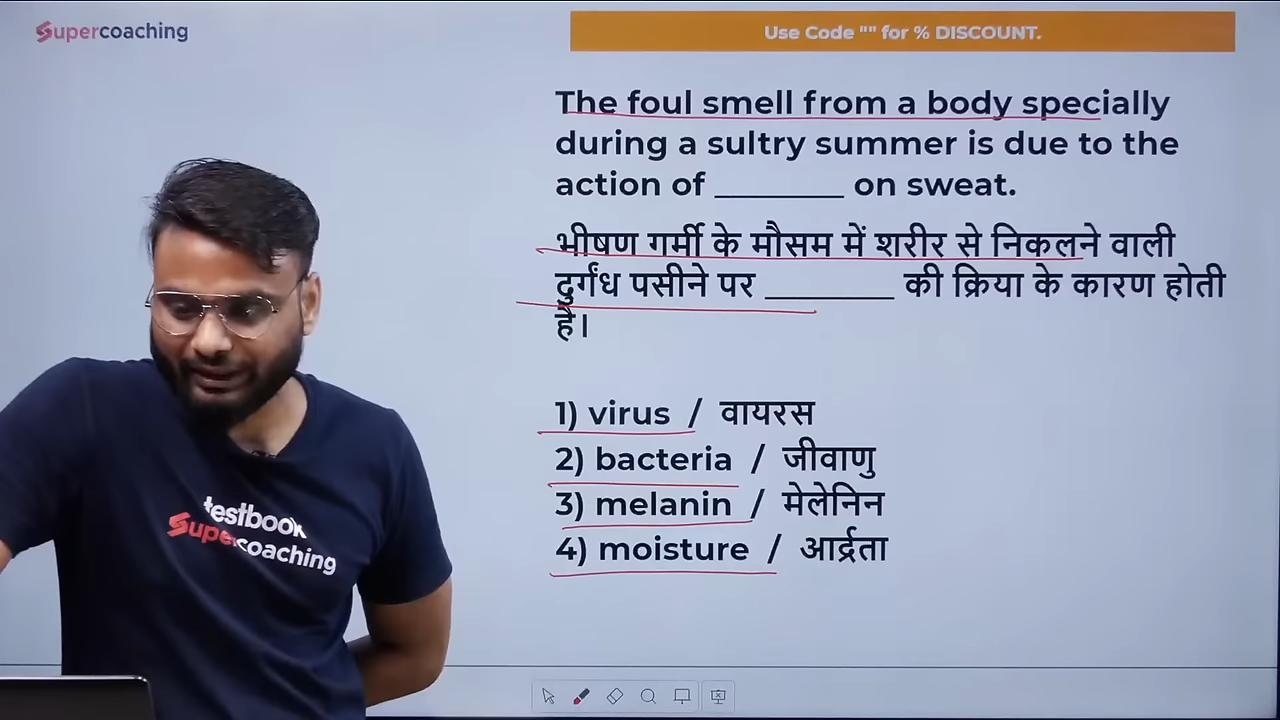 Supercoaching
Use Code "" for % DISCOUNT.
The foul smell from a body specially
during a sultry summer is due to the
action of ________ on sweat.
भीषण गर्मी के मौसम में शरीर से निकलने वाली
दुर्गंध पसीने पर ________ की क्रिया के कारण होती
है।
1) virus / वायरस
2) bacteria / जीवाणु
3) melanin / मेलेनिन
4) moisture / आर्द्रता
testbook
Supercoaching